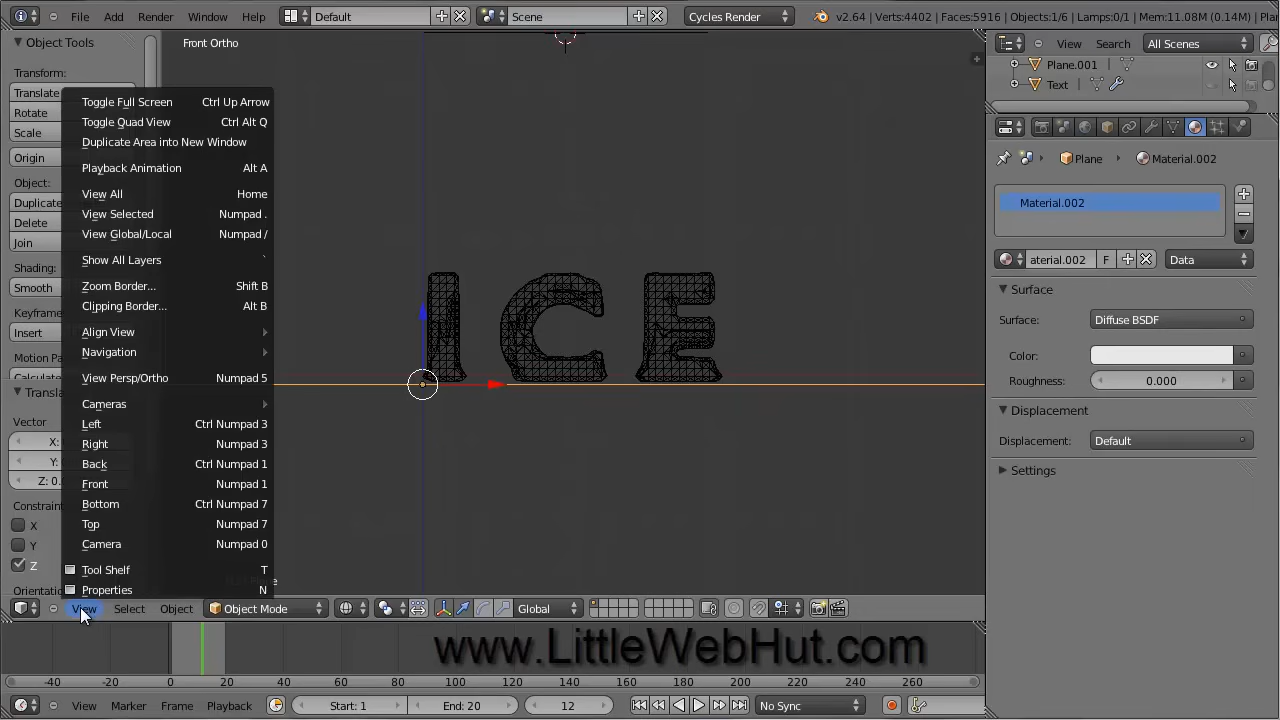 File Add Render Window Help Default Scene Cycles Render v2.64 | Verts:4402 | Faces:5916 | Objects:1/6 | Lamps:0/1 | Mem:11.08M (0.14M) |
Object Tools
Front Ortho
View Search All Scenes
Plane.001
Text
Transform:
Translate
Rotate
Scale
Origin
Object:
Duplicate
Delete
Join
Shading:
Smooth
Insert
Toggle Full Screen Ctrl Up Arrow
Toggle Quad View Ctrl Alt Q
Duplicate Area into New Window
Playback Animation Alt A
View All Home
View Selected Numpad .
View Global/Local Numpad /
Show All Layers `
Zoom Border... Shift B
Clipping Border... Alt B
Align View
Navigation
View Persp/Ortho Numpad 5
Cameras
Left Ctrl Numpad 3
Right Numpad 3
Back Ctrl Numpad 1
Front Numpad 1
Bottom Ctrl Numpad 7
Top Numpad 7
Camera Numpad 0
Tool Shelf T
Properties N
Vector
X:
Y:
Z: 0.
X
Y
Z
ICE
Plane Material.002
Material.002
aterial.002 F Data
Surface
Surface: Diffuse BSDF
Color:
Roughness: 0.000
Displacement
Displacement: Default
Settings
View Select Object Object Mode Global
www.LittleWebHut.com
-40 -20 0 20 40 60 80 100 120 140 160 180 200 220 240 260
View Marker Frame Playback Start: 1 End: 20 12 No Sync